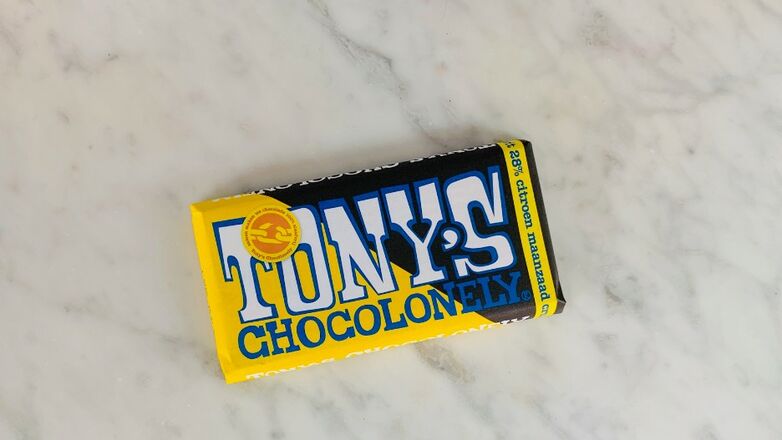 TONY'S
CHOCOLONELY®
28% citroen maanzaad